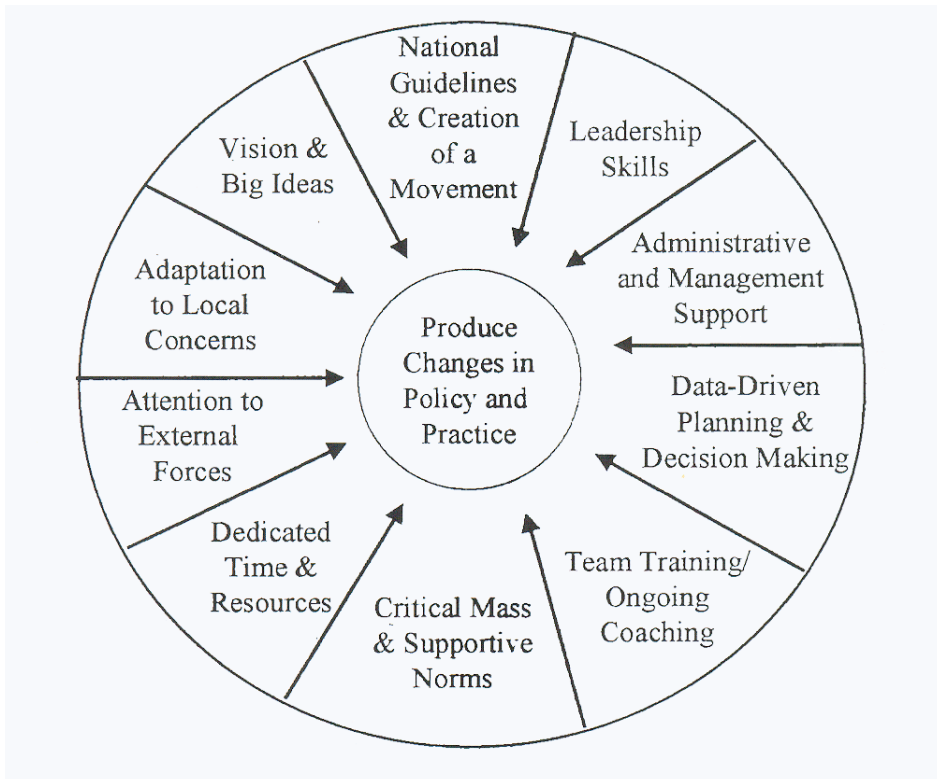 National
Guidelines
& Creation
of a
Movement
Leadership
Skills
Administrative
and Management
Support
Data-Driven
Planning &
Decision Making
Team Training/
Ongoing
Coaching
Critical Mass
& Supportive
Norms
Dedicated
Time &
Resources
Attention to
External
Forces
Adaptation
to Local
Concerns
Vision &
Big Ideas
Produce
Changes in
Policy and
Practice